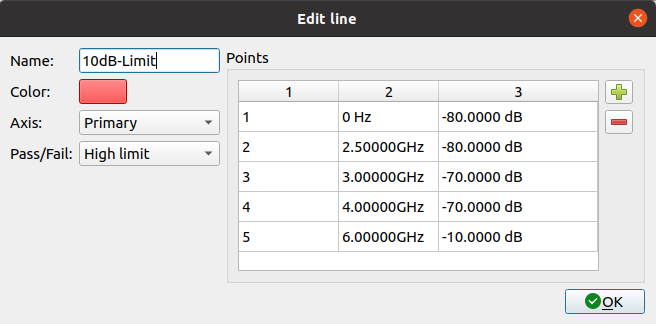 Edit line
Name: 10dB-Limit
Color:
Axis: Primary
Pass/Fail: High limit
Points
1 2 3
1 0 Hz -80.0000 dB
2 2.50000GHz -80.0000 dB
3 3.00000GHz -70.0000 dB
4 4.00000GHz -70.0000 dB
5 6.00000GHz -10.0000 dB
OK